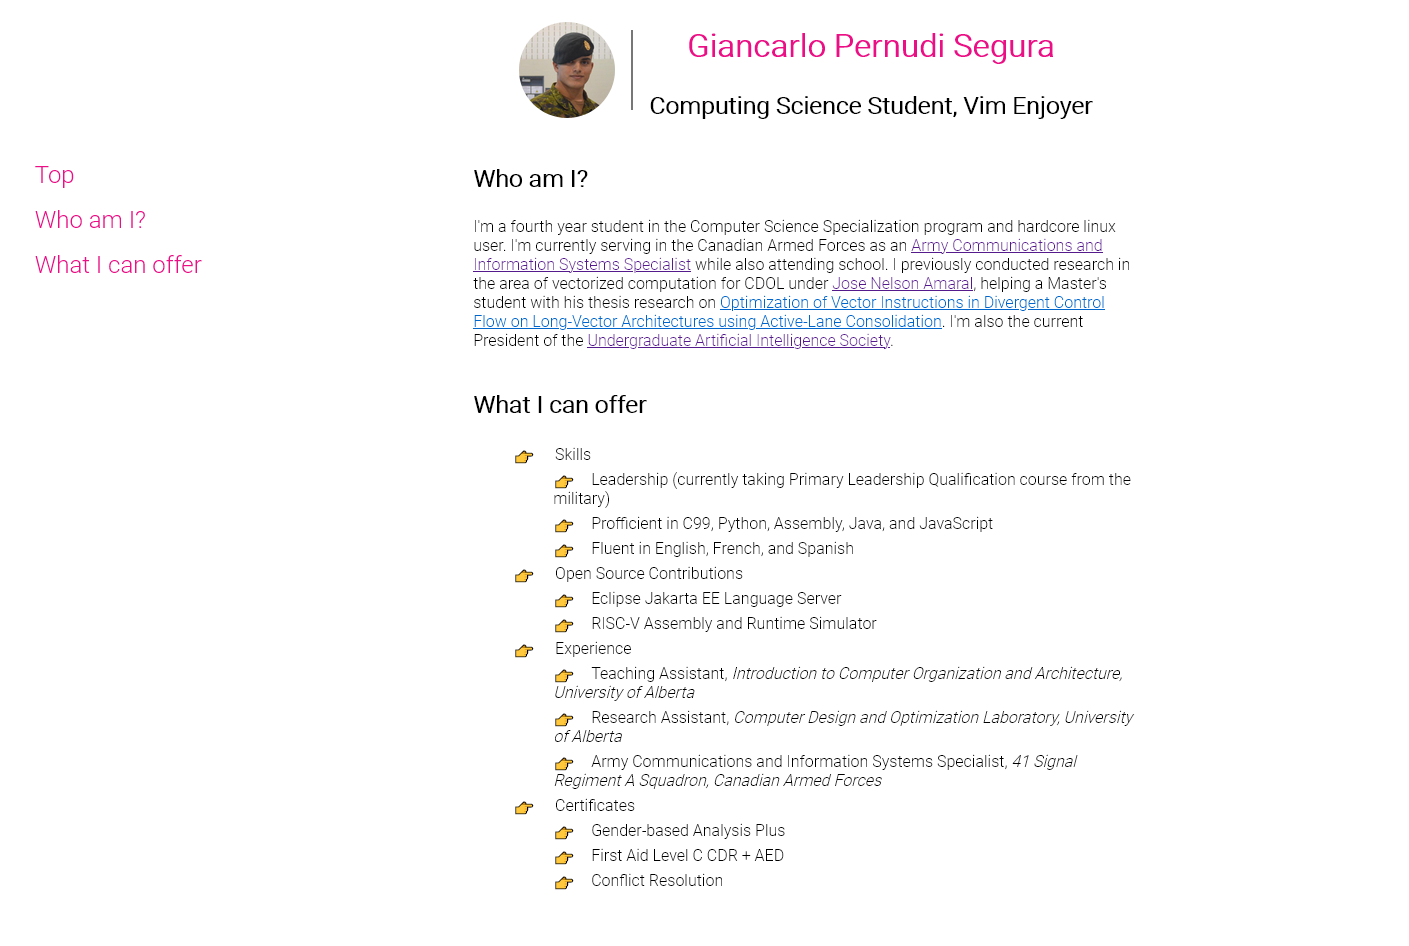 Giancarlo Pernudi Segura
Computing Science Student, Vim Enjoyer
Top
Who am I?
What I can offer
Who am I?
I'm a fourth year student in the Computer Science Specialization program and hardcore linux
user. I'm currently serving in the Canadian Armed Forces as an Army Communications and
Information Systems Specialist while also attending school. I previously conducted research in
the area of vectorized computation for CDOL under Jose Nelson Amaral, helping a Master's
student with his thesis research on Optimization of Vector Instructions in Divergent Control
Flow on Long-Vector Architectures using Active-Lane Consolidation. I'm also the current
President of the Undergraduate Artificial Intelligence Society.
What I can offer
Skills
Leadership (currently taking Primary Leadership Qualification course from the
military)
Profficient in C99, Python, Assembly, Java, and JavaScript
Fluent in English, French, and Spanish
Open Source Contributions
Eclipse Jakarta EE Language Server
RISC-V Assembly and Runtime Simulator
Experience
Teaching Assistant, Introduction to Computer Organization and Architecture,
University of Alberta
Research Assistant, Computer Design and Optimization Laboratory, University
of Alberta
Army Communications and Information Systems Specialist, 41 Signal
Regiment A Squadron, Canadian Armed Forces
Certificates
Gender-based Analysis Plus
First Aid Level C CDR + AED
Conflict Resolution